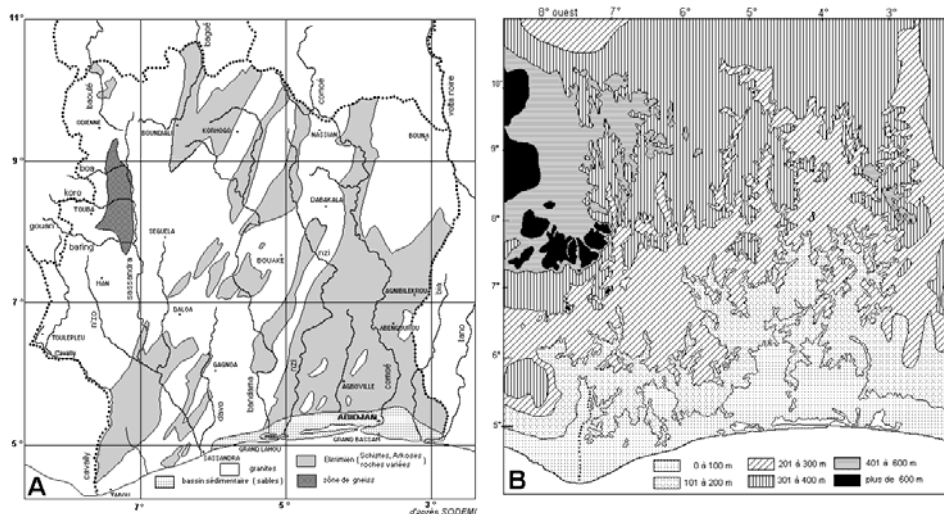 11°
bagoé
baoulé
comoé
volta noire
ODIENNE
BOUNDIALI
KORHOGO
NASSIAN
BOUNA
9°
boa
koro
TOUBA
DABAKALA
gouan
bafing
SEGUELA
BOUAKÉ
nzi
sassandra
MAN
AGNIBILEKROU
bia
7°
n'zo
DALOA
tano
ABENGOUROU
TOULEPLEU
Cavally
GAGNOA
nzi
bandama
davo
comoé
AGBOVILLE
ABIDJAN
GRAND BASSAM
5°
GRAND LAHOU
SASSANDRA
cavally
A
TABOU
granites
Birrimien (Schistes, Arkoses
roches variées)
bassin sédimentaire (sables)
zône de gneiss
7° 5 3°
d'après SODEMI
8° ouest 7° 6° 5° 4° 3°
10°
9°
8°
7°
6°
5°
B
0 à 100 m
201 à 300 m
401 à 600 m
101 à 200 m
301 à 400 m
plus de 600 m